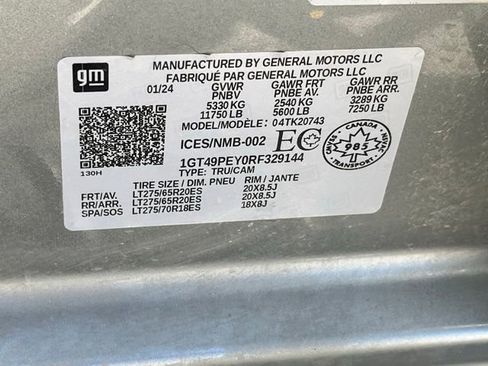 gm
MANUFACTURED BY GENERAL MOTORS LLC
FABRIQUÉ PAR GENERAL MOTORS LLC
01/24 GVWR GAWR FRT GAWR RR
PNBV PNBE AV. PNBE ARR.
5330 KG 2540 KG 3289 KG
11750 LB 5600 LB 7250 LB
MODEL/MODÈLE: 04TK20743
ICES/NMB-002 EC
CANADA
985
TRANSPORT
130H
1GT49PEY0RF329144
TYPE: TRU/CAM
TIRE SIZE / DIM. PNEU RIM / JANTE
FRT/AV. LT275/65R20ES 20X8.5J
RR/ARR. LT275/65R20ES 20X8.5J
SPA/SOS LT275/70R18ES 18X8J